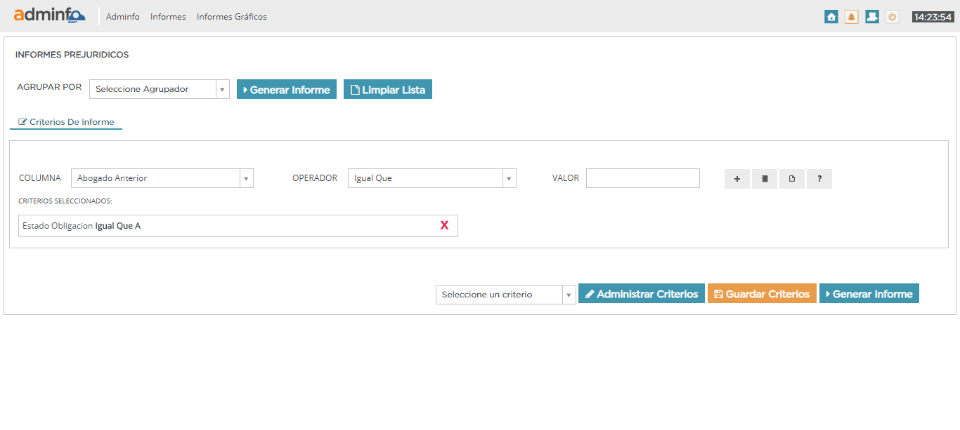 adminfo Adminfo Informes Informes Gráficos 14:23:54
INFORMES PREJURIDICOS
AGRUPAR POR Seleccione Agrupador Generar Informe Limpiar Lista
Criterios De Informe
COLUMNA Abogado Anterior OPERADOR Igual Que VALOR + ?
CRITERIOS SELECCIONADOS:
Estado Obligacion Igual Que A X
Seleccione un criterio Administrar Criterios Guardar Criterios Generar Informe